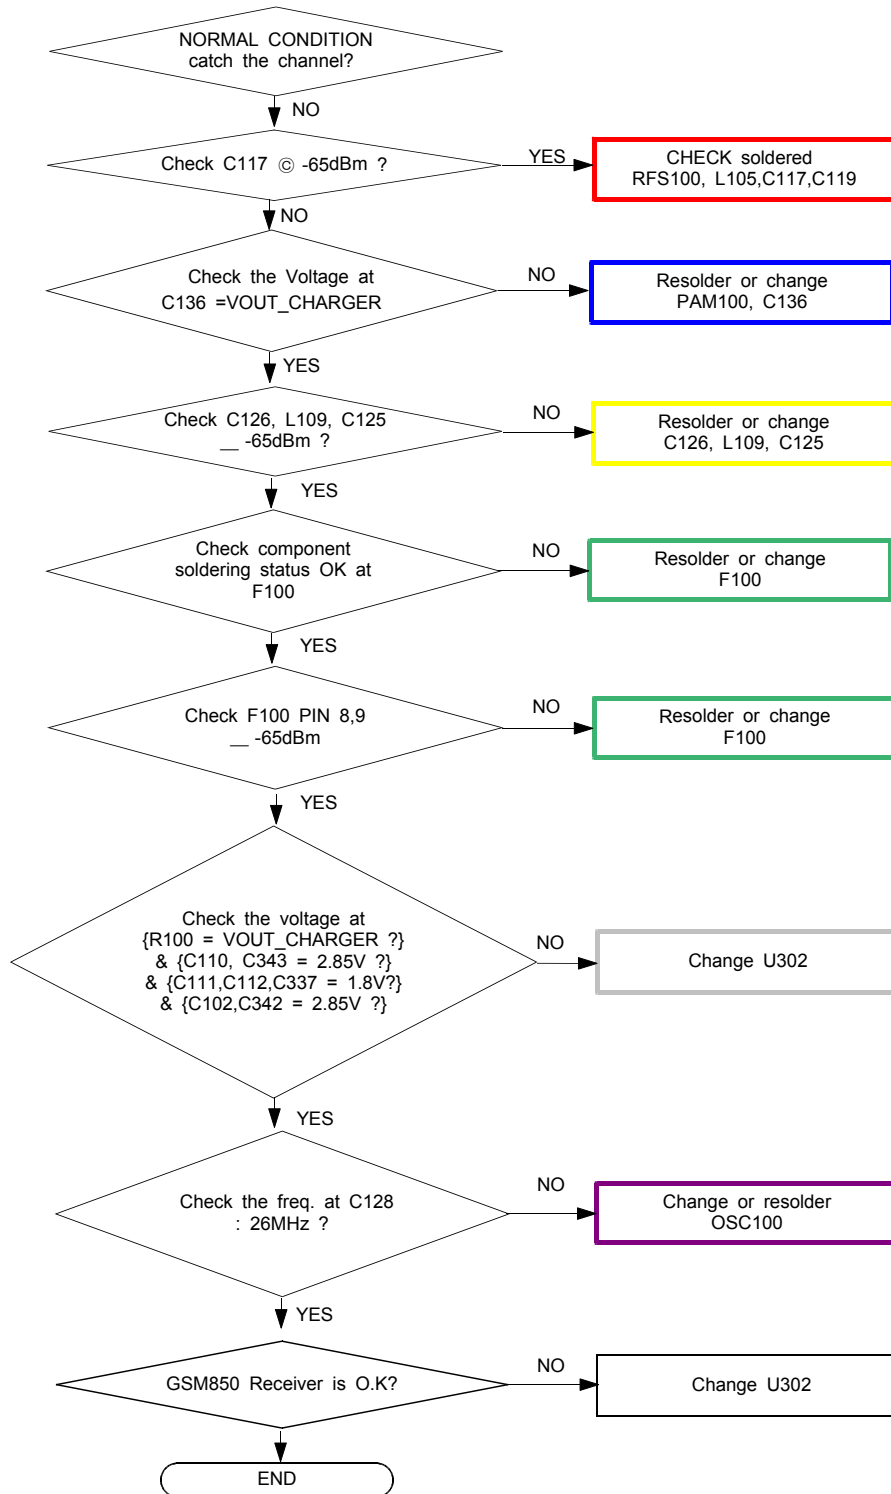 NORMAL CONDITION
catch the channel?
NO
Check C117 © -65dBm ?
YES
CHECK soldered
RFS100, L105,C117,C119
NO
Check the Voltage at
C136 =VOUT_CHARGER
NO
Resolder or change
PAM100, C136
YES
Check C126, L109, C125
__ -65dBm ?
NO
Resolder or change
C126, L109, C125
YES
Check component
soldering status OK at
F100
NO
Resolder or change
F100
YES
Check F100 PIN 8,9
__ -65dBm
NO
Resolder or change
F100
YES
Check the voltage at
{R100 = VOUT_CHARGER ?}
& {C110, C343 = 2.85V ?}
& {C111,C112,C337 = 1.8V?}
& {C102,C342 = 2.85V ?}
NO
Change U302
YES
Check the freq. at C128
: 26MHz ?
NO
Change or resolder
OSC100
YES
GSM850 Receiver is O.K?
NO
Change U302
END